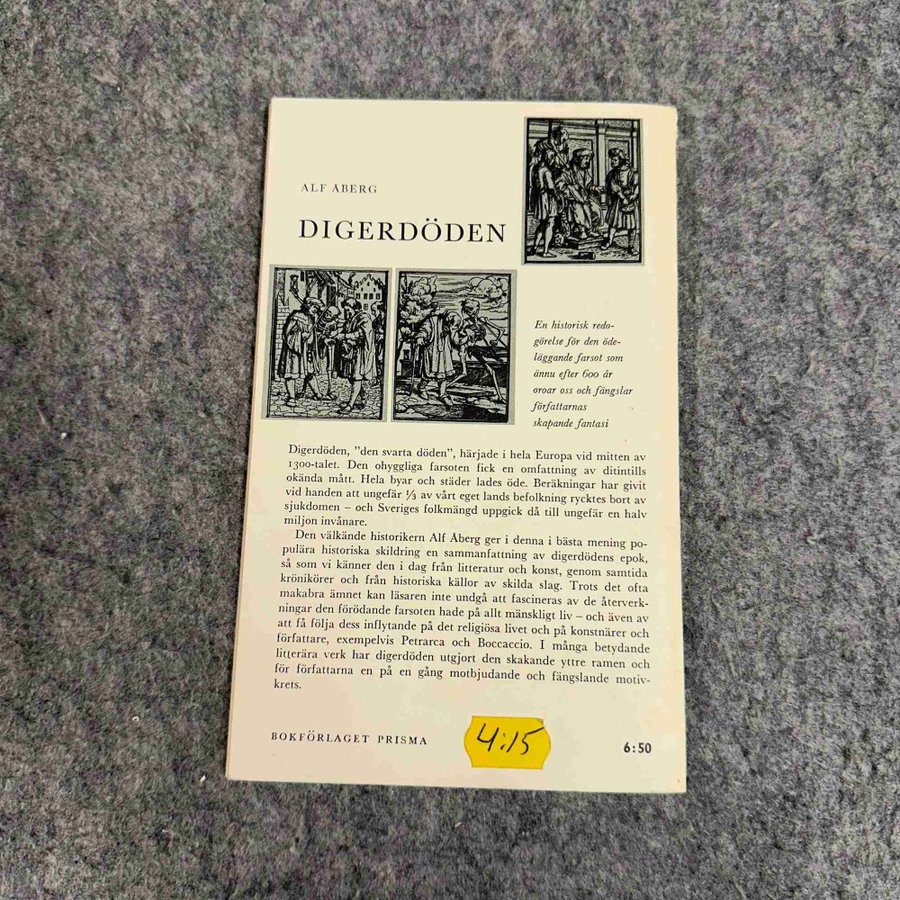 ALF ÅBERG
DIGERDÖDEN
En historisk redo-
görelse för den öde-
läggande farsot som
ännu efter 600 år
oroar oss och fängslar
författarnas
skapande fantasi
Digerdöden, ”den svarta döden”, härjade i hela Europa vid mitten av
1300-talet. Den ohyggliga farsoten fick en omfattning av ditintills
okända mått. Hela byar och städer lades öde. Beräkningar har givit
vid handen att ungefär 1/3 av vårt eget lands befolkning rycktes bort av
sjukdomen – och Sveriges folkmängd uppgick då till ungefär en halv
miljon invånare.
Den välkände historikern Alf Åberg ger i denna i bästa mening po-
pulära historiska skildring en sammanfattning av digerdödens epok,
så som vi känner den i dag från litteratur och konst, genom samtida
krönikörer och från historiska källor av skilda slag. Trots det ofta
makabra ämnet kan läsaren inte undgå att fascineras av de återverk-
ningar den förödande farsoten hade på allt mänskligt liv – och även av
att få följa dess inflytande på det religiösa livet och på konstnärer och
författare, exempelvis Petrarca och Boccaccio. I många betydande
litterära verk har digerdöden utgjort den skakande yttre ramen och
för författarna en på en gång motbjudande och fängslande motiv-
krets.
BOKFÖRLAGET PRISMA
4:15
6:50